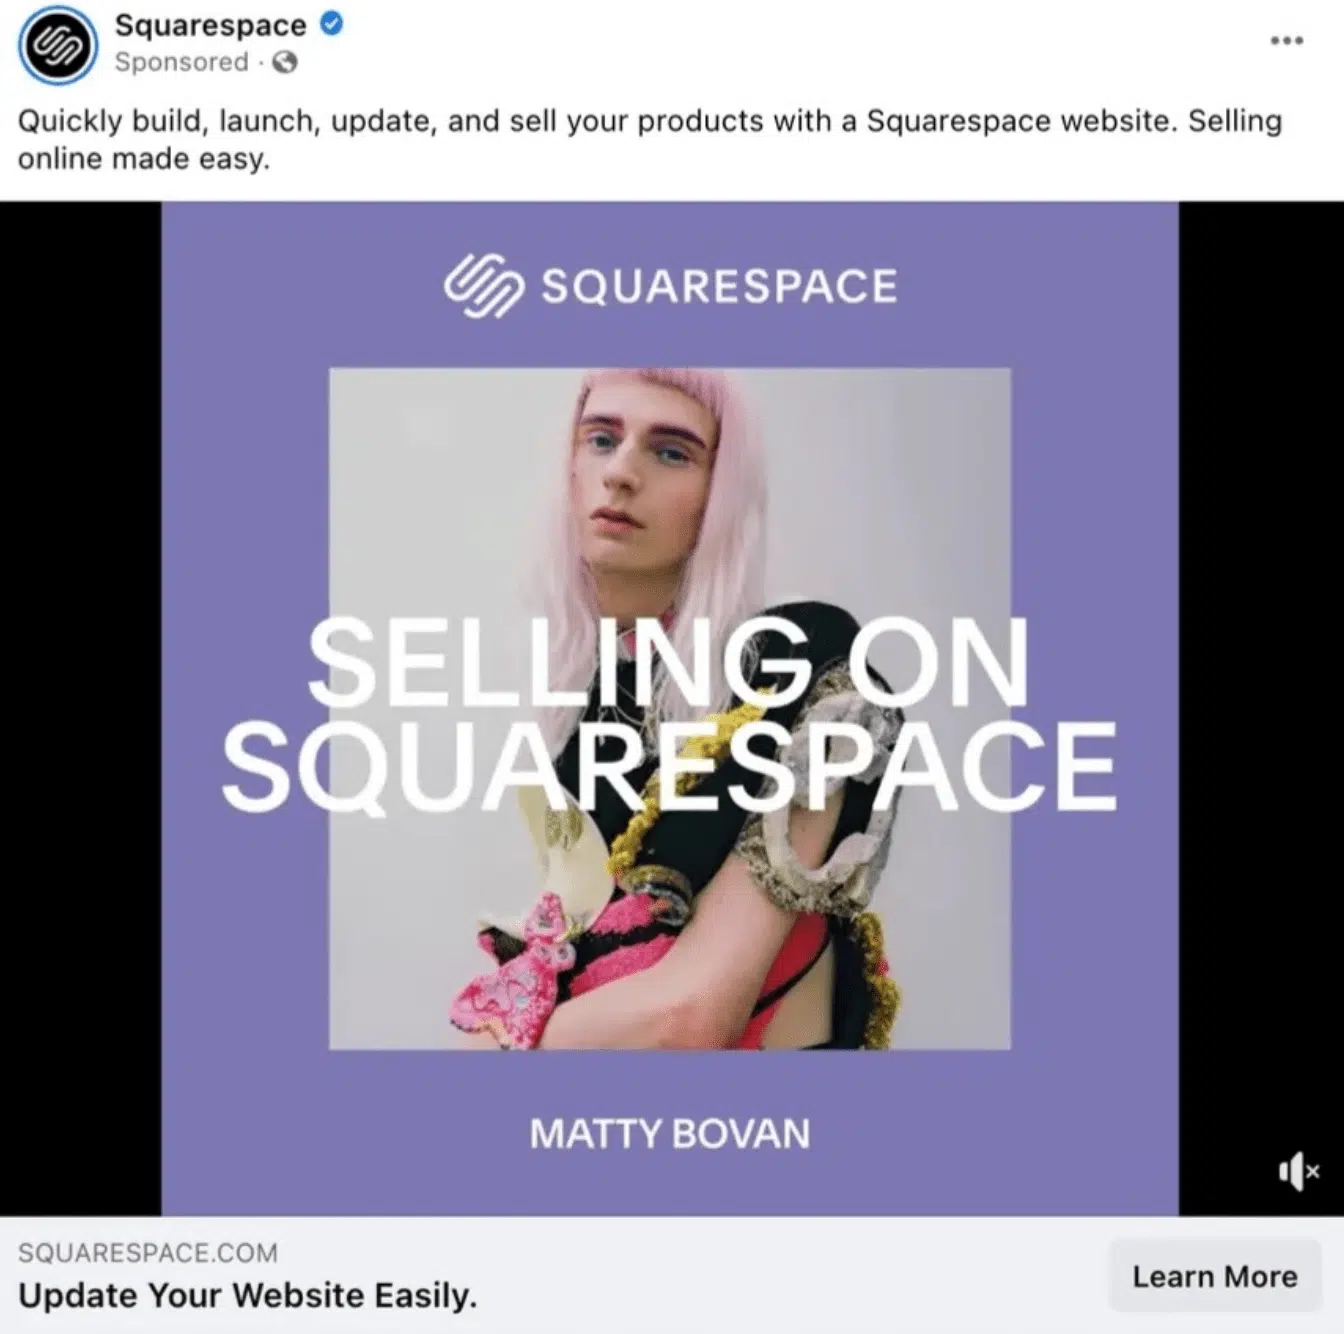 Squarespace
Sponsored ·
Quickly build, launch, update, and sell your products with a Squarespace website. Selling
online made easy.
SQUARESPACE
SELLING ON
SQUARESPACE
MATTY BOVAN
SQUARESPACE.COM
Update Your Website Easily.
Learn More